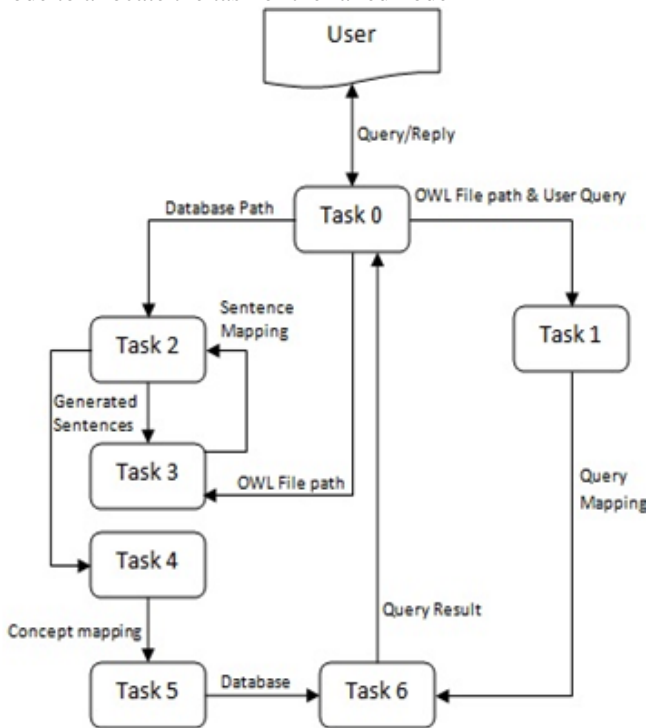 User
Query/Reply
Task 0
OWL File path & User Query
Database Path
Sentence
Mapping
Task 2
Task 1
Generated
Sentences
Task 3
OWL File path
Query
Mapping
Task 4
Concept mapping
Query Result
Task 5
Database
Task 6